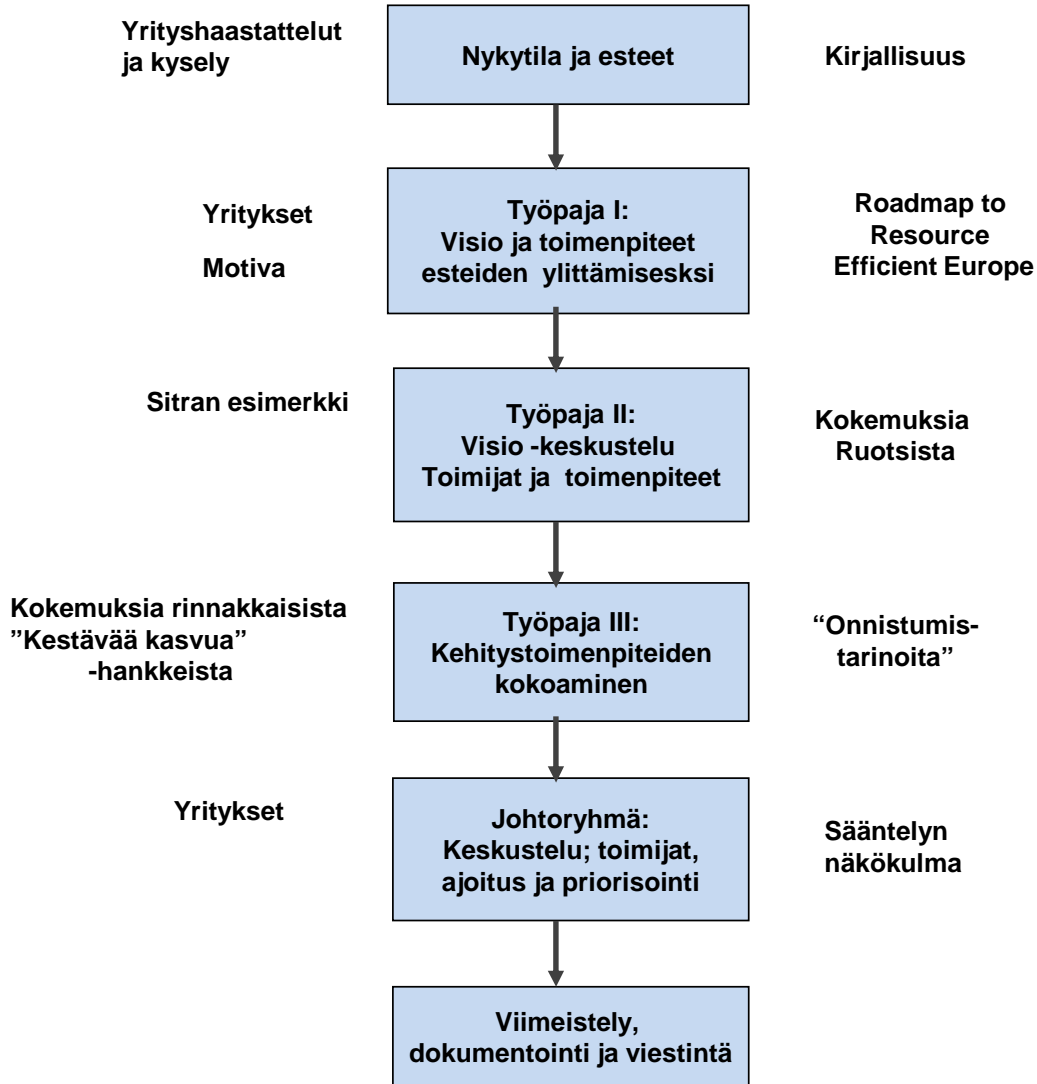 Yrityshaastattelut
ja kysely
Nykytila ja esteet
Kirjallisuus
Yritykset
Motiva
Työpaja I:
Visio ja toimenpiteet
esteiden ylittämisesksi
Roadmap to
Resource
Efficient Europe
Sitran esimerkki
Työpaja II:
Visio -keskustelu
Toimijat ja toimenpiteet
Kokemuksia
Ruotsista
Kokemuksia rinnakkaisista
”Kestävää kasvua”
-hankkeista
Työpaja III:
Kehitystoimenpiteiden
kokoaminen
“Onnistumis-
tarinoita”
Yritykset
Johtoryhmä:
Keskustelu; toimijat,
ajoitus ja priorisointi
Sääntelyn
näkökulma
Viimeistely,
dokumentointi ja viestintä